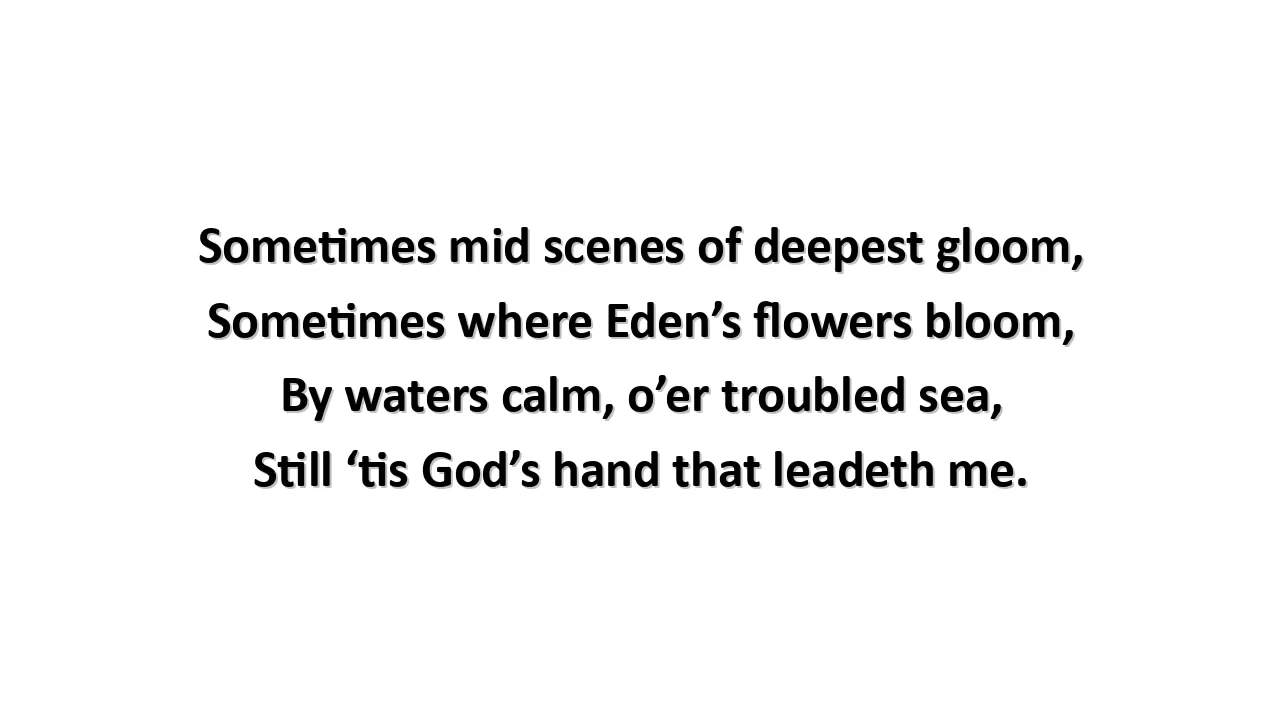 Sometimes mid scenes of deepest gloom,
Sometimes where Eden’s flowers bloom,
By waters calm, o’er troubled sea,
Still ‘tis God’s hand that leadeth me.